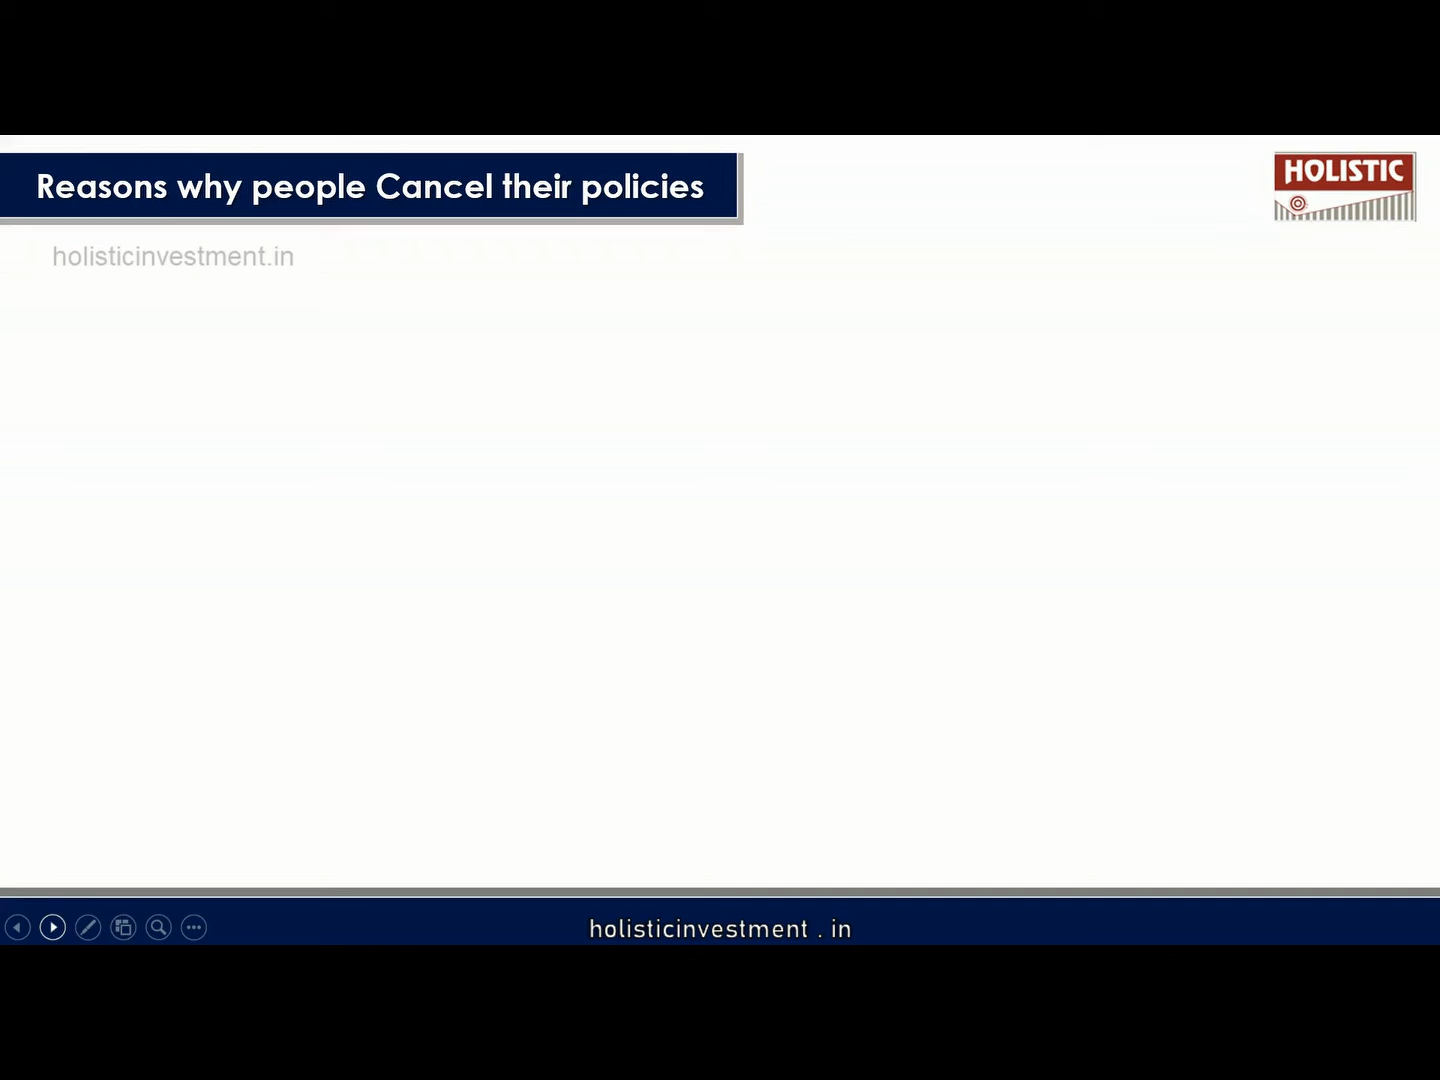 Reasons why people Cancel their policies
HOLISTIC
holisticinvestment.in
holisticinvestment . in